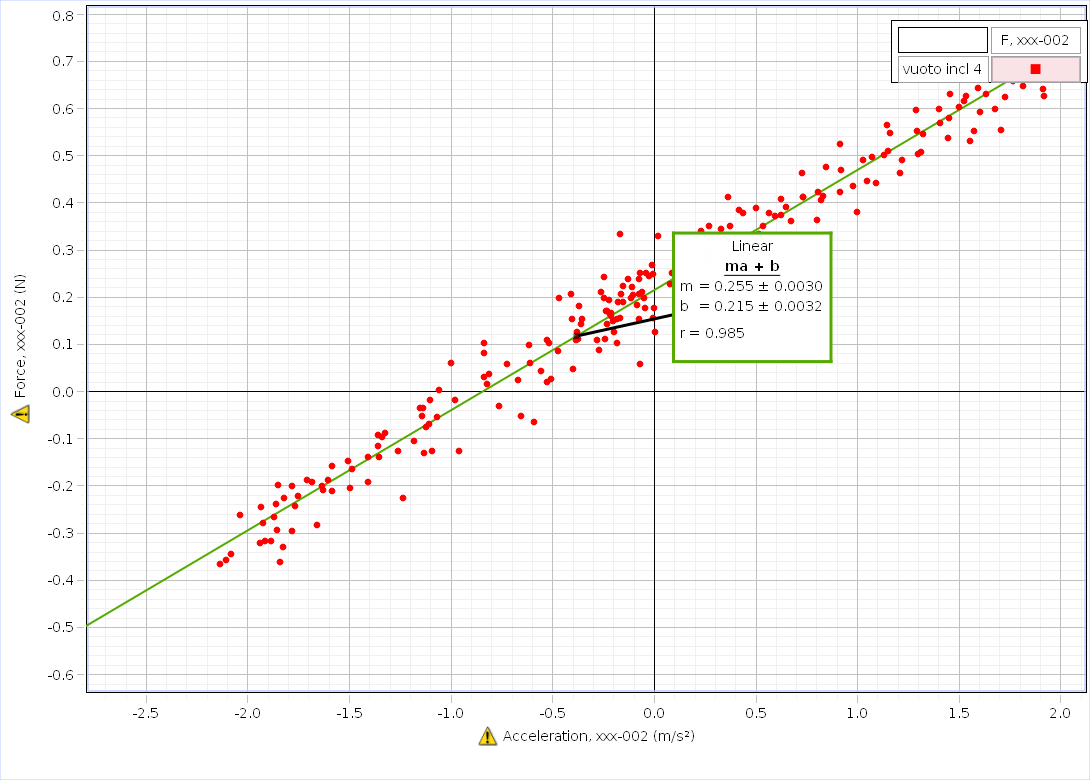 0.8
0.7
0.6
0.5
0.4
0.3
0.2
0.1
0.0
-0.1
-0.2
-0.3
-0.4
-0.5
-0.6
Force, xxx-002 (N)
F, xxx-002
vuoto incl 4
Linear
ma + b
m = 0.255 ± 0.0030
b = 0.215 ± 0.0032
r = 0.985
-2.5 -2.0 -1.5 -1.0 -0.5 0.0 0.5 1.0 1.5 2.0
Acceleration, xxx-002 (m/s²)